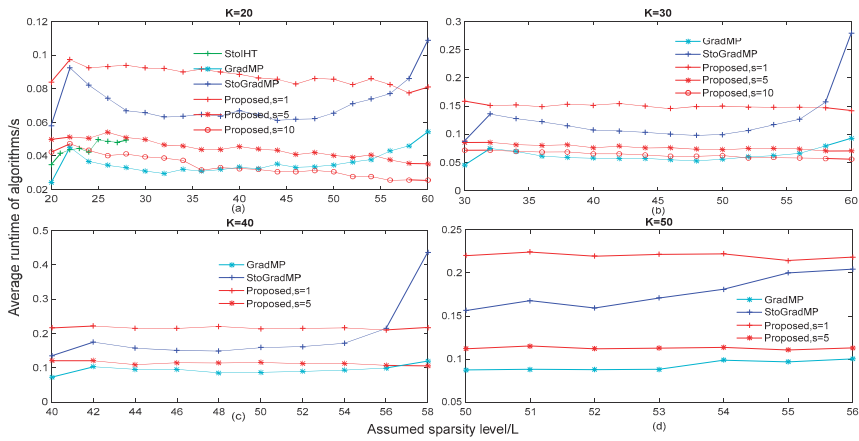 K=20
0.12
0.1
0.08
0.06
0.04
0.02
StoIHT
GradMP
StoGradMP
Proposed,s=1
Proposed,s=5
Proposed,s=10
20 25 30 35 40 45 50 55 60
(a)
K=30
0.3
0.25
0.2
0.15
0.1
0.05
0
GradMP
StoGradMP
Proposed,s=1
Proposed,s=5
Proposed,s=10
30 35 40 45 50 55 60
(b)
Average runtime of algorithms/s
K=40
0.5
0.4
0.3
0.2
0.1
0
GradMP
StoGradMP
Proposed,s=1
Proposed,s=5
40 42 44 46 48 50 52 54 56 58
(c)
K=50
0.25
0.2
0.15
0.1
0.05
GradMP
StoGradMP
Proposed,s=1
Proposed,s=5
50 51 52 53 54 55 56
(d)
Assumed sparsity level/L